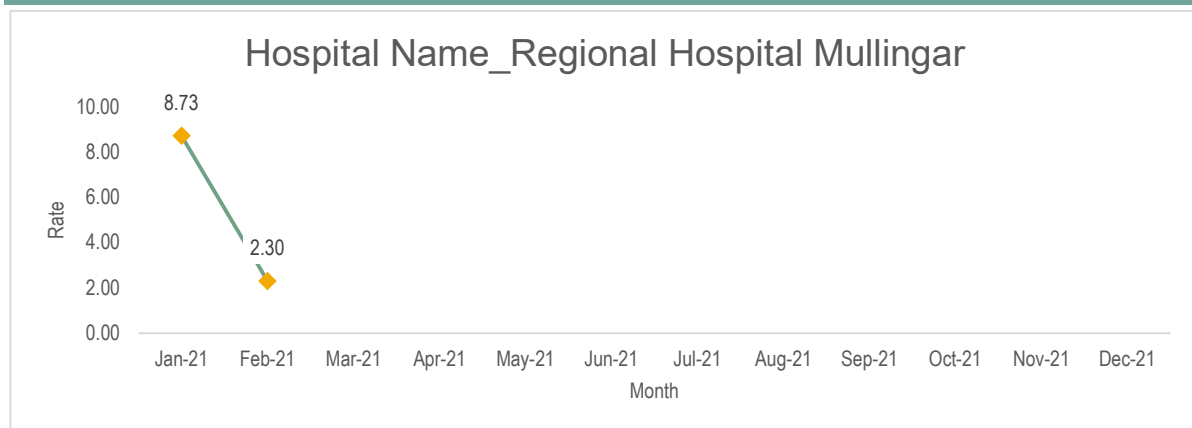 Hospital Name_Regional Hospital Mullingar
10.00
8.73
8.00
6.00
Rate
4.00
2.30
2.00
0.00
Jan-21 Feb-21 Mar-21 Apr-21 May-21 Jun-21 Jul-21 Aug-21 Sep-21 Oct-21 Nov-21 Dec-21
Month